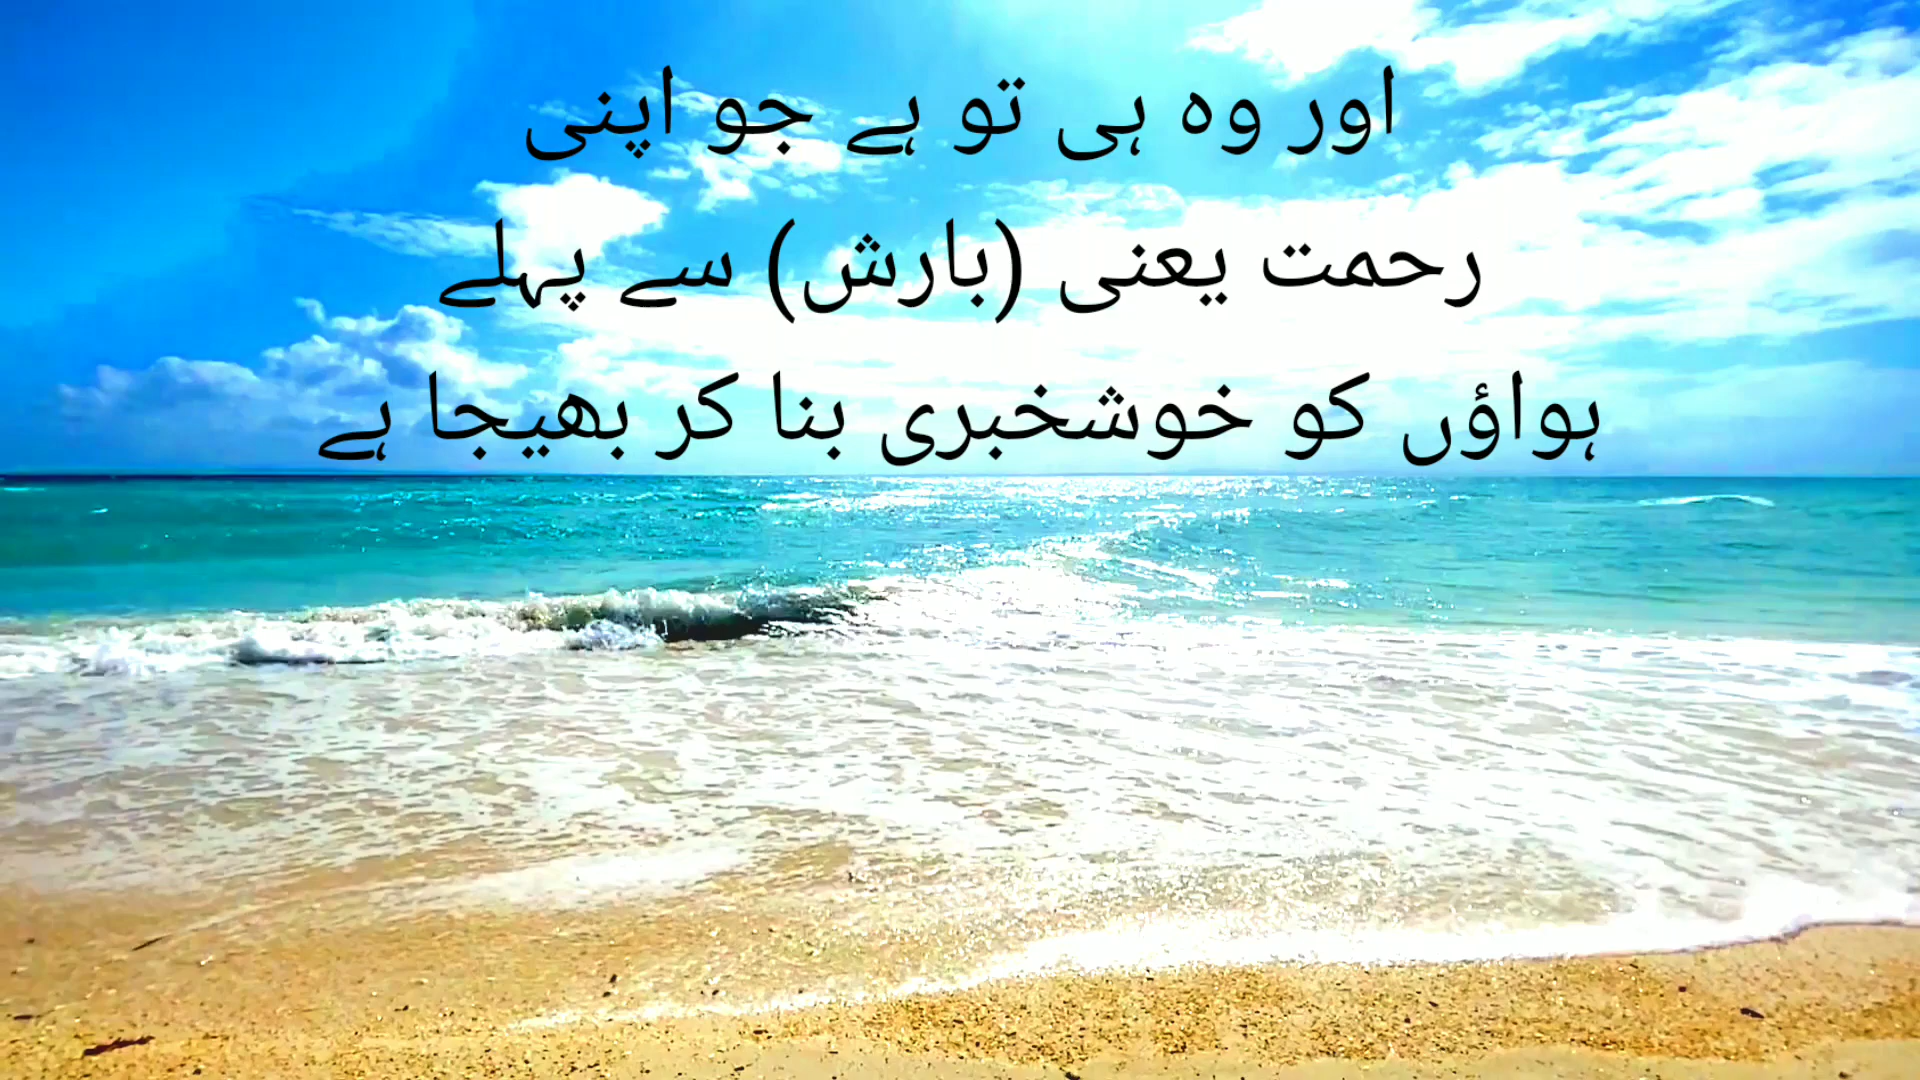 اور وہ ہی تو ہے جو اپنی
رحمت یعنی (بارش) سے پہلے
ہواؤں کو خوشخبری بنا کر بھیجا ہے